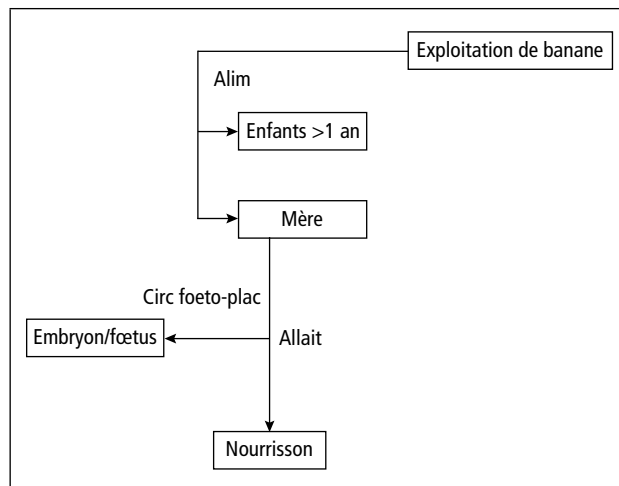 Exploitation de banane
Alim
Enfants >1 an
Mère
Circ foeto-plac
Embryon/fœtus
Allait
Nourrisson